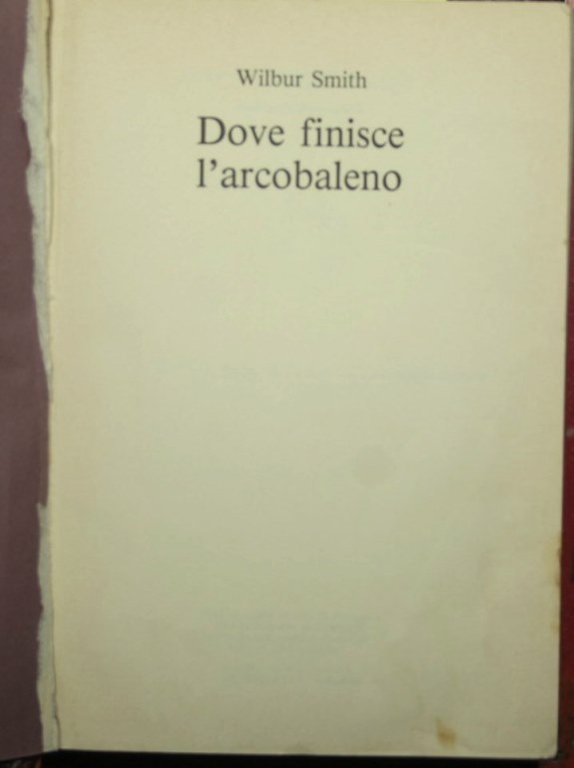 Wilbur Smith
Dove finisce
l'arcobaleno